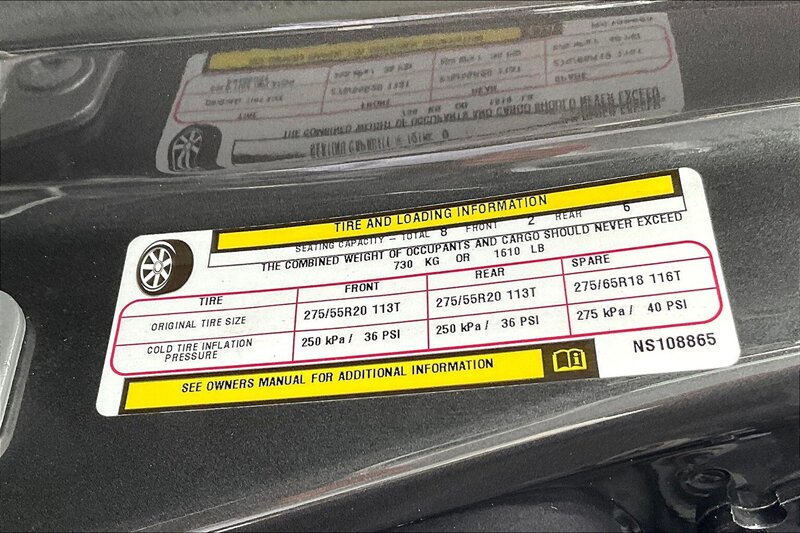 TIRE AND LOADING INFORMATION
SEATING CAPACITY - TOTAL 8 FRONT 2 REAR 6
THE COMBINED WEIGHT OF OCCUPANTS AND CARGO SHOULD NEVER EXCEED
730 KG OR 1610 LB
TIRE FRONT REAR SPARE
ORIGINAL TIRE SIZE 275/55R20 113T 275/55R20 113T 275/65R18 116T
COLD TIRE INFLATION PRESSURE 250 kPa / 36 PSI 250 kPa / 36 PSI 275 kPa / 40 PSI
SEE OWNERS MANUAL FOR ADDITIONAL INFORMATION
NS108865